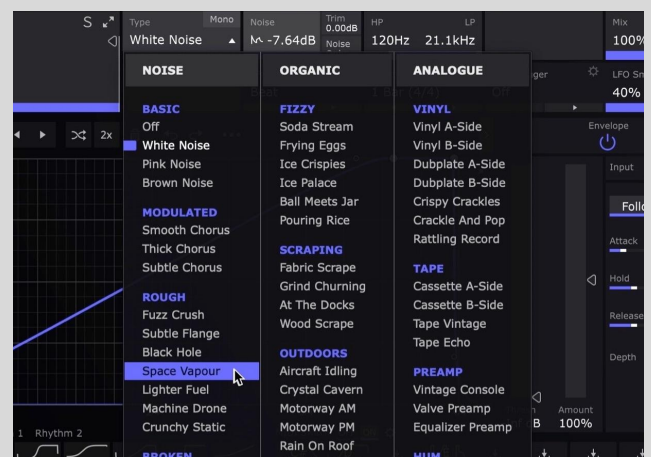 S
Type
Mono
White Noise
Noise
-7.64dB
Trim
0.00dB
Noise
HP
LP
120Hz
21.1kHz
Mix
100%
LFO Sm
40%
2x
Envelope
Input
Follo
Attack
Hold
Release
Depth
Amount
100%
dB
1
Rhythm 2
NOISE
BASIC
Off
White Noise
Pink Noise
Brown Noise
MODULATED
Smooth Chorus
Thick Chorus
Subtle Chorus
ROUGH
Fuzz Crush
Subtle Flange
Black Hole
Space Vapour
Lighter Fuel
Machine Drone
Crunchy Static
BROKEN
ORGANIC
FIZZY
Soda Stream
Frying Eggs
Ice Crispies
Ice Palace
Ball Meets Jar
Pouring Rice
SCRAPING
Fabric Scrape
Grind Churning
At The Docks
Wood Scrape
OUTDOORS
Aircraft Idling
Crystal Cavern
Motorway AM
Motorway PM
Rain On Roof
ANALOGUE
VINYL
Vinyl A-Side
Vinyl B-Side
Dubplate A-Side
Dubplate B-Side
Crispy Crackles
Crackle And Pop
Rattling Record
TAPE
Cassette A-Side
Cassette B-Side
Tape Vintage
Tape Echo
PREAMP
Vintage Console
Valve Preamp
Equalizer Preamp
HUM